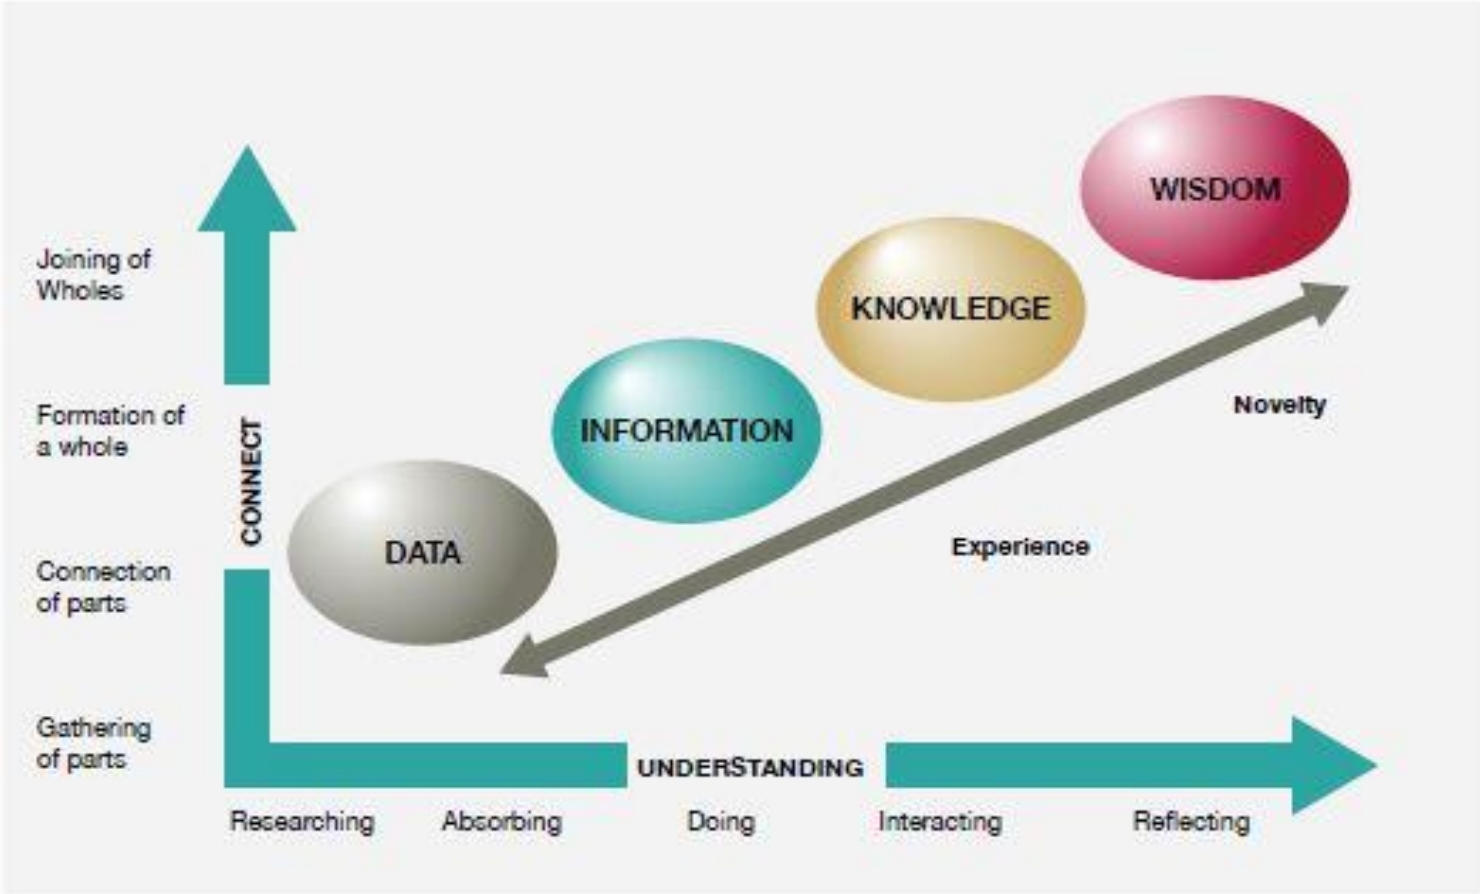 WISDOM
Joining of
Wholes
KNOWLEDGE
Novelty
Formation of
a whole
CONNECT
INFORMATION
Experience
DATA
Connection
of parts
Gathering
of parts
UNDERSTANDING
Researching
Absorbing
Doing
Interacting
Reflecting